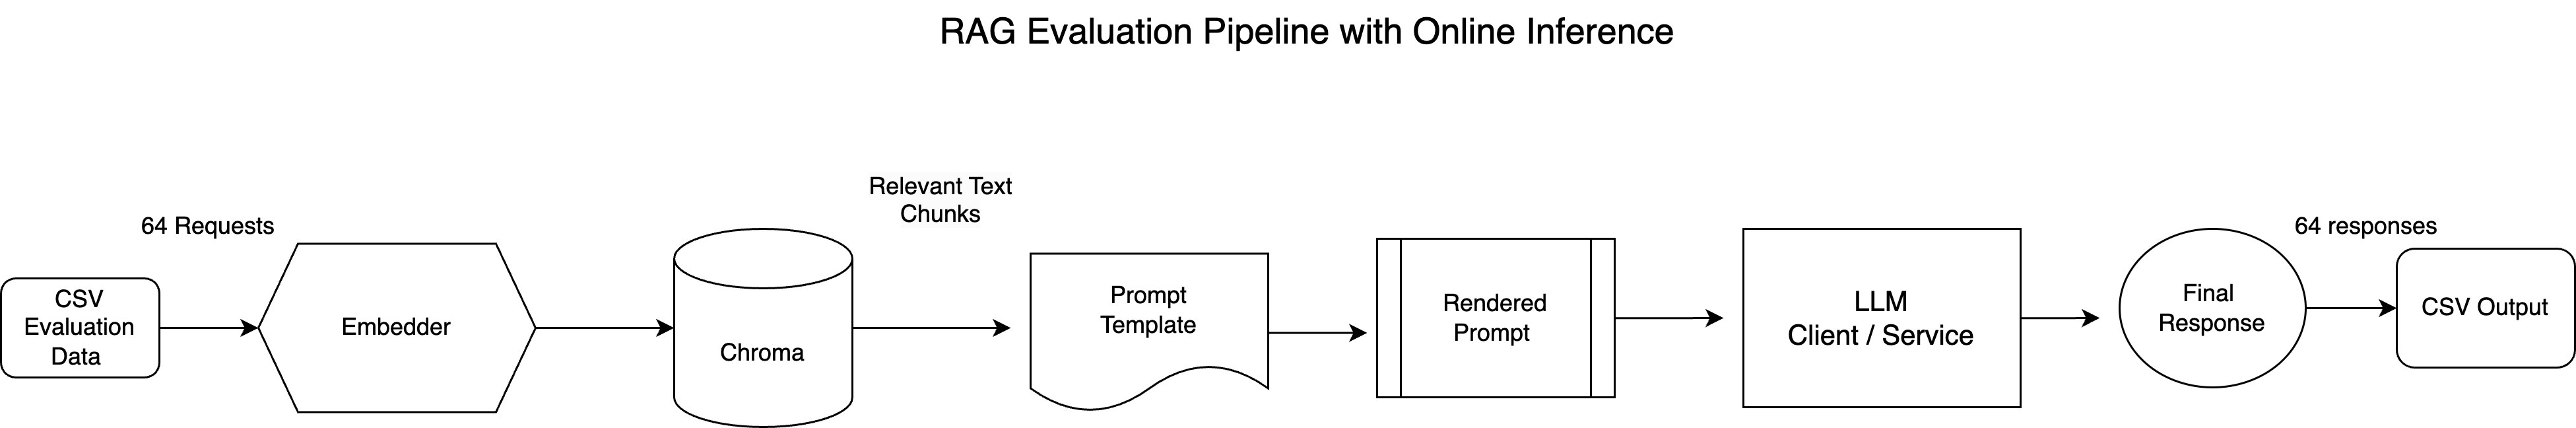 RAG Evaluation Pipeline with Online Inference
Relevant Text
Chunks
64 Requests
64 responses
CSV
Evaluation
Data
Embedder
Chroma
Prompt
Template
Rendered
Prompt
LLM
Client / Service
Final
Response
CSV Output